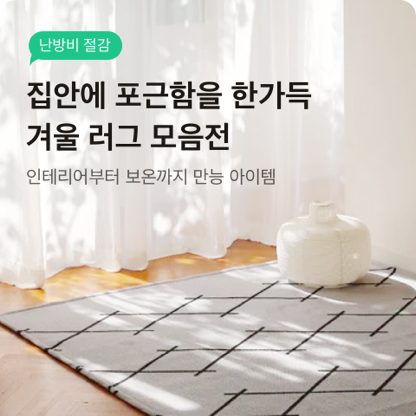 난방비 절감
집안에 포근함을 한가득
겨울 러그 모음전
인테리어부터 보온까지 만능 아이템